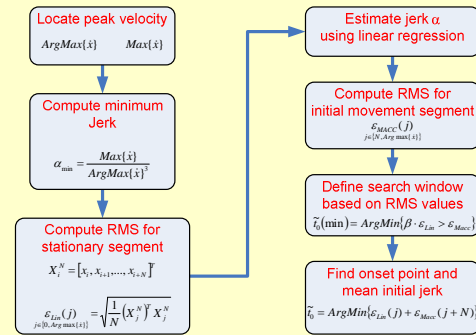 Locate peak velocity
ArgMax{ẋ} Max{ẋ}
Compute minimum
Jerk
α_min = Max{ẋ} / ArgMax{ẋ}³
Compute RMS for
stationary segment
X_i^N = [x_i, x_{i+1}, ..., x_{i+N}]^T
ε_Lin(j) = √(1/N (X_j^N)^T X_j^N)
j∈{0, Arg max{ẋ}}
Estimate jerk α
using linear regression
Compute RMS for
initial movement segment
ε_MACC(j)
j∈{N, Arg max{ẋ}}
Define search window
based on RMS values
t̃_0(min) = ArgMin{β · ε_Lin > ε_Macc}
Find onset point and
mean initial jerk
t̃_0 = ArgMin{ε_Lin(j) + ε_Macc(j + N)}